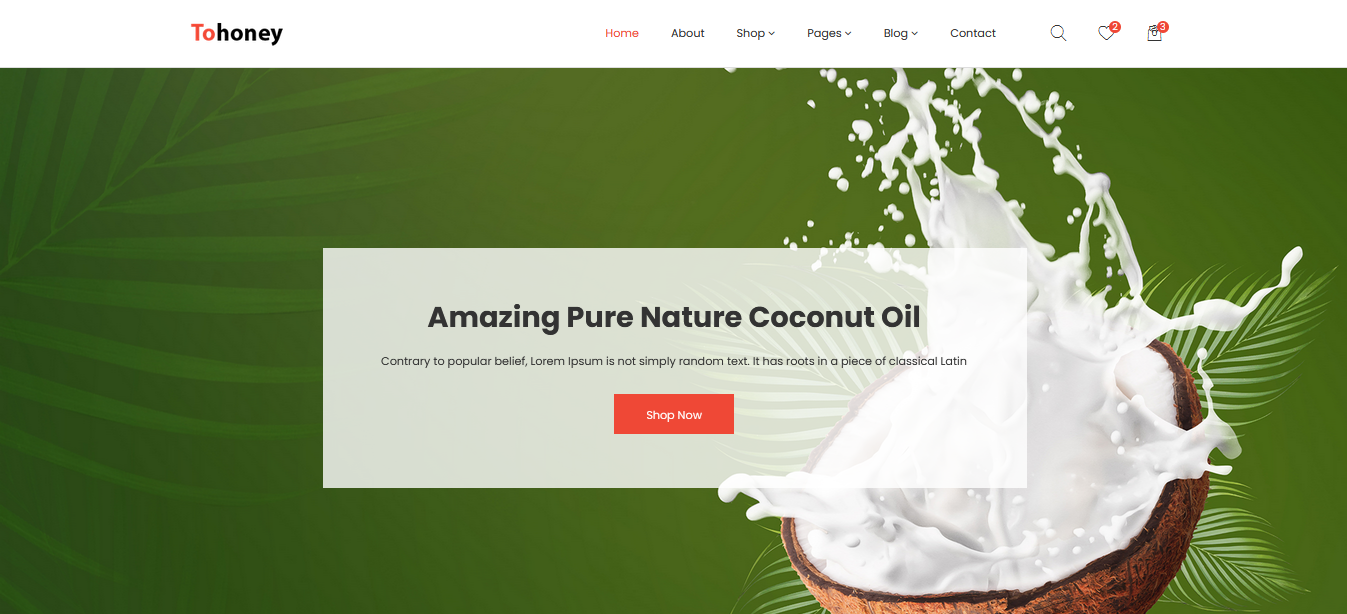 Tohoney
Home About Shop Pages Blog Contact 2 3
Amazing Pure Nature Coconut Oil
Contrary to popular belief, Lorem Ipsum is not simply random text. It has roots in a piece of classical Latin
Shop Now